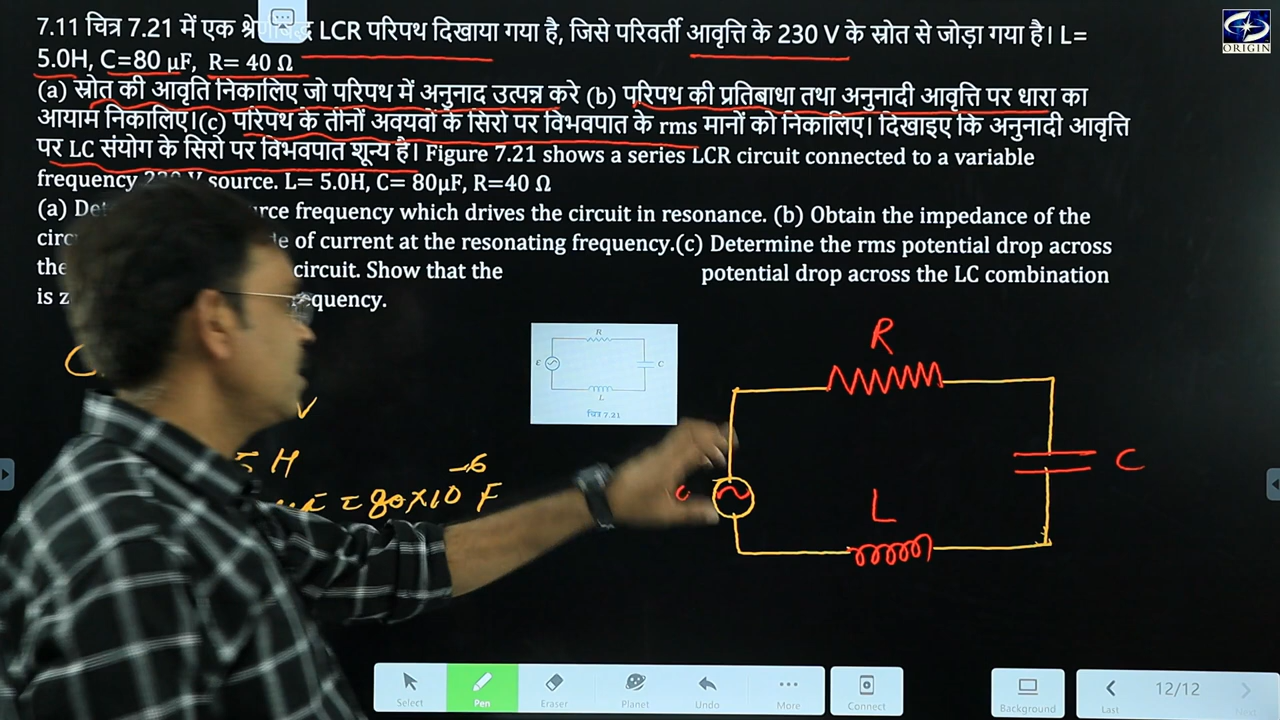 7.11 चित्र 7.21 में एक LCR परिपथ दिखाया गया है, जिसे परिवर्ती आवृत्ति के 230 V के स्रोत से जोड़ा गया है। L=
5.0H, C=80 μF, R= 40 Ω
(a) स्रोत की आवृति निकालिए जो परिपथ में अनुनाद उत्पन्न करे (b) परिपथ की प्रतिबाधा तथा अनुनादी आवृत्ति पर धारा का
आयाम निकालिए।(c) परिपथ के तीनों अवयवों के सिरों पर विभवपात के rms मानों को निकालिए। दिखाइए कि अनुनादी आवृत्ति
पर LC संयोग के सिरो पर विभवपात शून्य है। Figure 7.21 shows a series LCR circuit connected to a variable
frequency source. L= 5.0H, C= 80μF, R=40 Ω
(a) frequency which drives the circuit in resonance. (b) Obtain the impedance of the
of current at the resonating frequency.(c) Determine the rms potential drop across
the circuit. Show that the potential drop across the LC combination
is
R
ε
C
L
चित्र 7.21
R
C
L
V
5 H
= 80×10⁻⁶ F
ORIGIN
Select
Pen
Eraser
Planet
Undo
More
Connect
Background
Last
12/12
Next